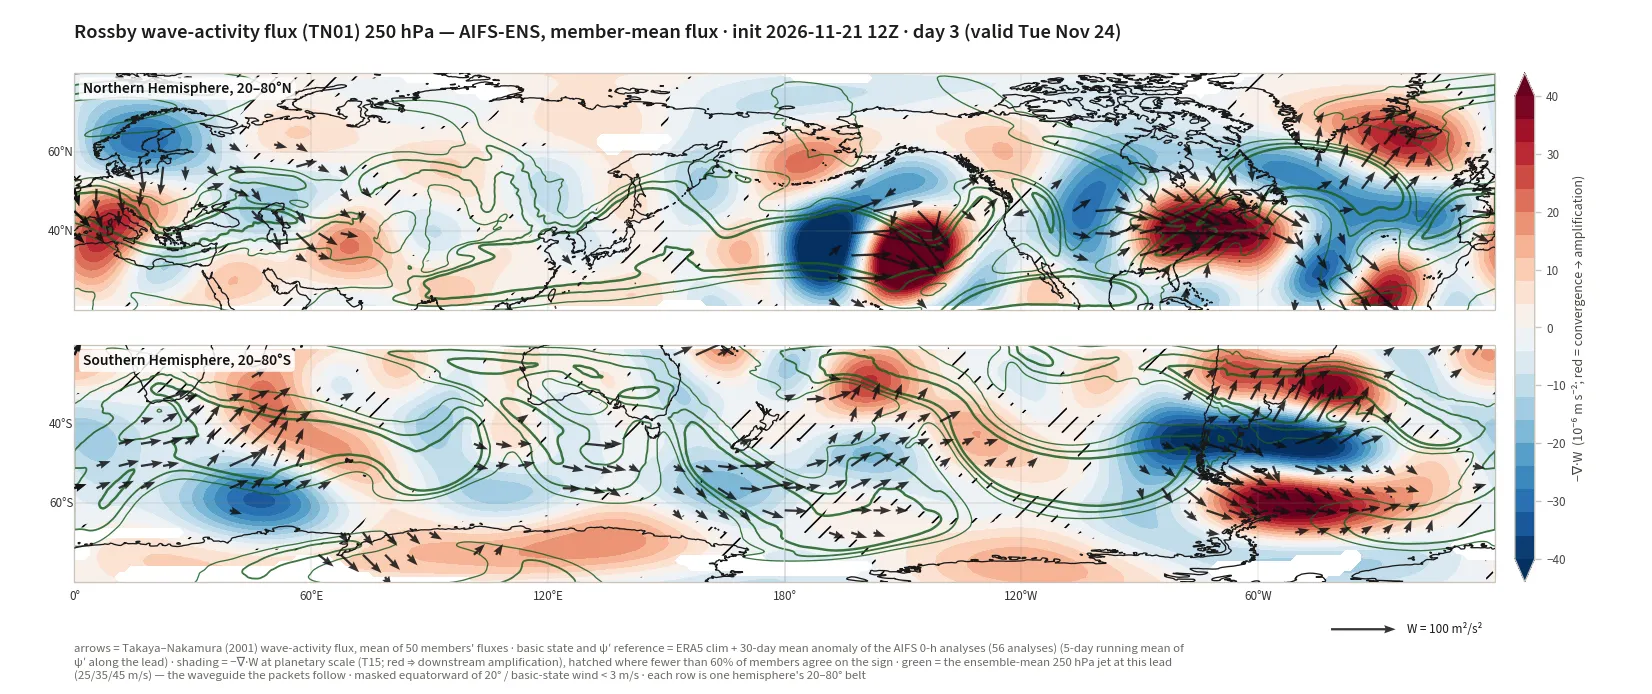 Rossby wave-activity flux (TN01) 250 hPa — AIFS-ENS, member-mean flux · init 2026-11-21 12Z · day 3 (valid Tue Nov 24)
Northern Hemisphere, 20–80°N
60°N
40°N
Southern Hemisphere, 20–80°S
40°S
60°S
0°
60°E
120°E
180°
120°W
60°W
40
30
20
10
0
−10
−20
−30
−40
−∇·W (10⁻⁶ m s⁻²; red = convergence → amplification)
W = 100 m²/s²
arrows = Takaya–Nakamura (2001) wave-activity flux, mean of 50 members' fluxes · basic state and ψ′ reference = ERA5 clim + 30-day mean anomaly of the AIFS 0-h analyses (56 analyses) (5-day running mean of
ψ′ along the lead) · shading = −∇·W at planetary scale (T15; red ⇒ downstream amplification), hatched where fewer than 60% of members agree on the sign · green = the ensemble-mean 250 hPa jet at this lead
(25/35/45 m/s) — the waveguide the packets follow · masked equatorward of 20° / basic-state wind < 3 m/s · each row is one hemisphere's 20–80° belt